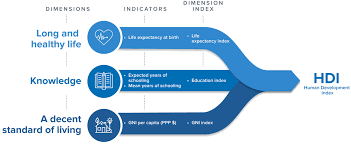 DIMENSIONS
INDICATORS
DIMENSION
INDEX
Long and
healthy life
Life expectancy at birth
Life
expectancy index
Knowledge
Expected years of
schooling
Mean years of schooling
Education index
A decent
standard of living
GNI per capita (PPP $)
GNI index
HDI
Human Development
Index